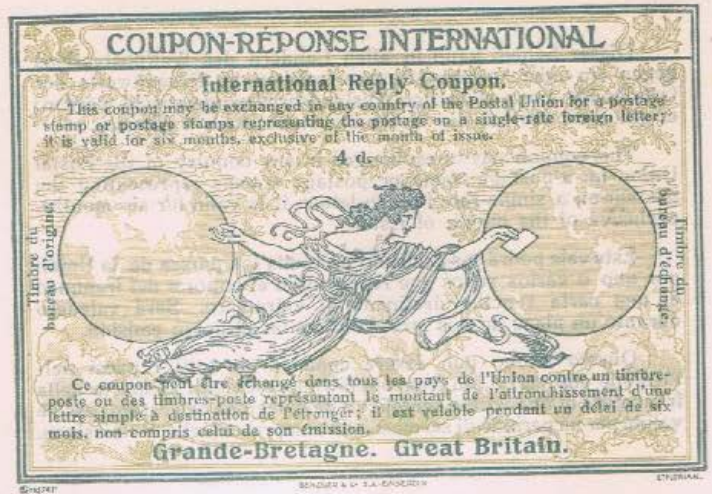 COUPON-RÉPONSE INTERNATIONAL
International Reply Coupon.
This coupon may be exchanged in any country of the Postal Union for a postage
stamp or postage stamps representing the postage on a single-rate foreign letter;
it is valid for six months, exclusive of the month of issue.
4 d.
Timbre du
bureau d'origine.
Timbre du
bureau d'échange.
Ce coupon peut être échangé dans tous les pays de l'Union contre un timbre-
poste ou des timbres-poste représentant le montant de l'affranchissement d'une
lettre simple à destination de l'étranger; il est valable pendant un délai de six
mois, non compris celui de son émission.
Grande-Bretagne. Great Britain.